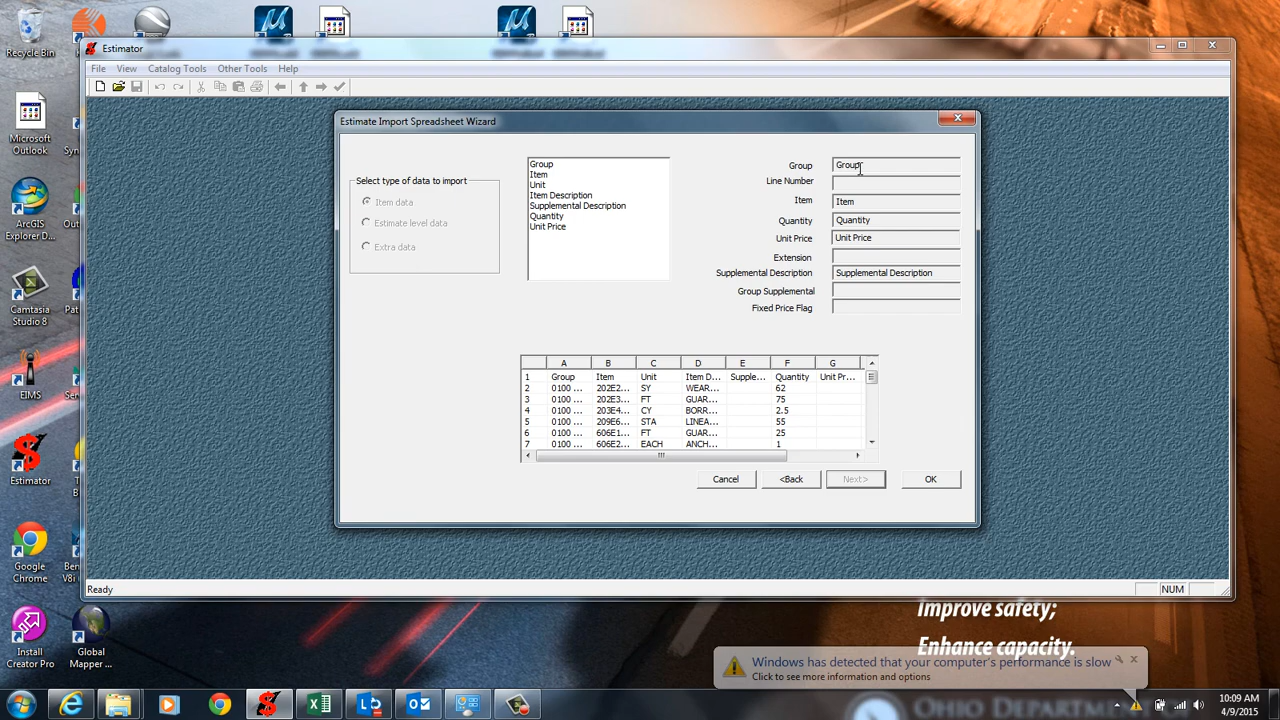 Recycle Bin
Estimator
File View Catalog Tools Other Tools Help
Microsoft
Outlook
ArcGIS
Explorer D...
Camtasia
Studio 8
EIMS
Estimator
Google
Chrome
Install
Creator Pro
Global
Mapper ...
Estimate Import Spreadsheet Wizard
Select type of data to import
Item data
Estimate level data
Extra data
Group
Item
Unit
Item Description
Supplemental Description
Quantity
Unit Price
Group Group
Line Number
Item Item
Quantity Quantity
Unit Price Unit Price
Extension
Supplemental Description Supplemental Description
Group Supplemental
Fixed Price Flag
A B C D E F G
1 Group Item Unit Item D... Supple... Quantity Unit Pr...
2 0100 ... 202E2... SY WEAR... 62
3 0100 ... 202E3... FT GUAR... 75
4 0100 ... 203E4... CY BORR... 2.5
5 0100 ... 209E6... STA LINEA... 55
6 0100 ... 606E1... FT GUAR... 25
7 0100 ... 606E2... EACH ANCH... 1
Cancel <Back Next> OK
Ready NUM
Improve safety;
Enhance capacity.
Windows has detected that your computer's performance is slow
Click to see more information and options
10:09 AM
4/9/2015